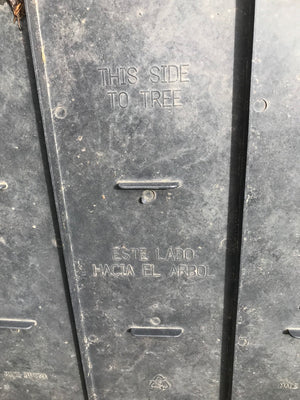 THIS SIDE
TO TREE
ESTE LADO
HACIA EL ARBOL